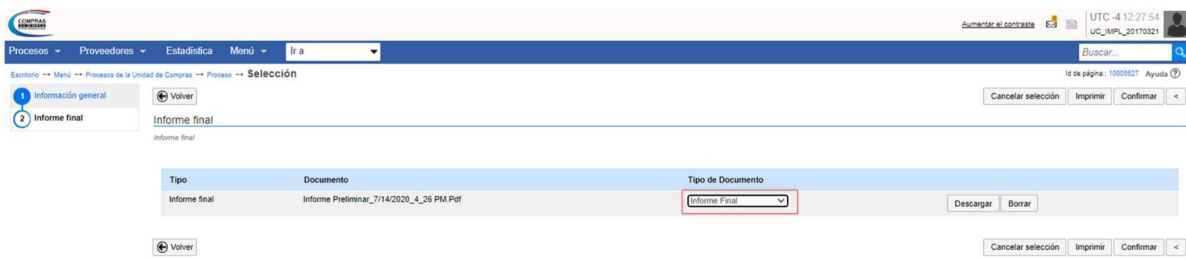 COMPRAS
DOMINICANA
Aumentar el contraste
UTC -4 12:27:54
UC_IMPL_20170321
Procesos Proveedores Estadística Menú Ir a Buscar...
Escritorio → Menú → Procesos de la Unidad de Compras → Proceso → Selección Id de página:: 10005527 Ayuda ?
1 Información general
Volver Cancelar selección Imprimir Confirmar <
2 Informe final
Informe final
Informe final
Tipo Documento Tipo de Documento
Informe final Informe Preliminar_7/14/2020_4_26 PM.Pdf Informe Final Descargar Borrar
Volver Cancelar selección Imprimir Confirmar <